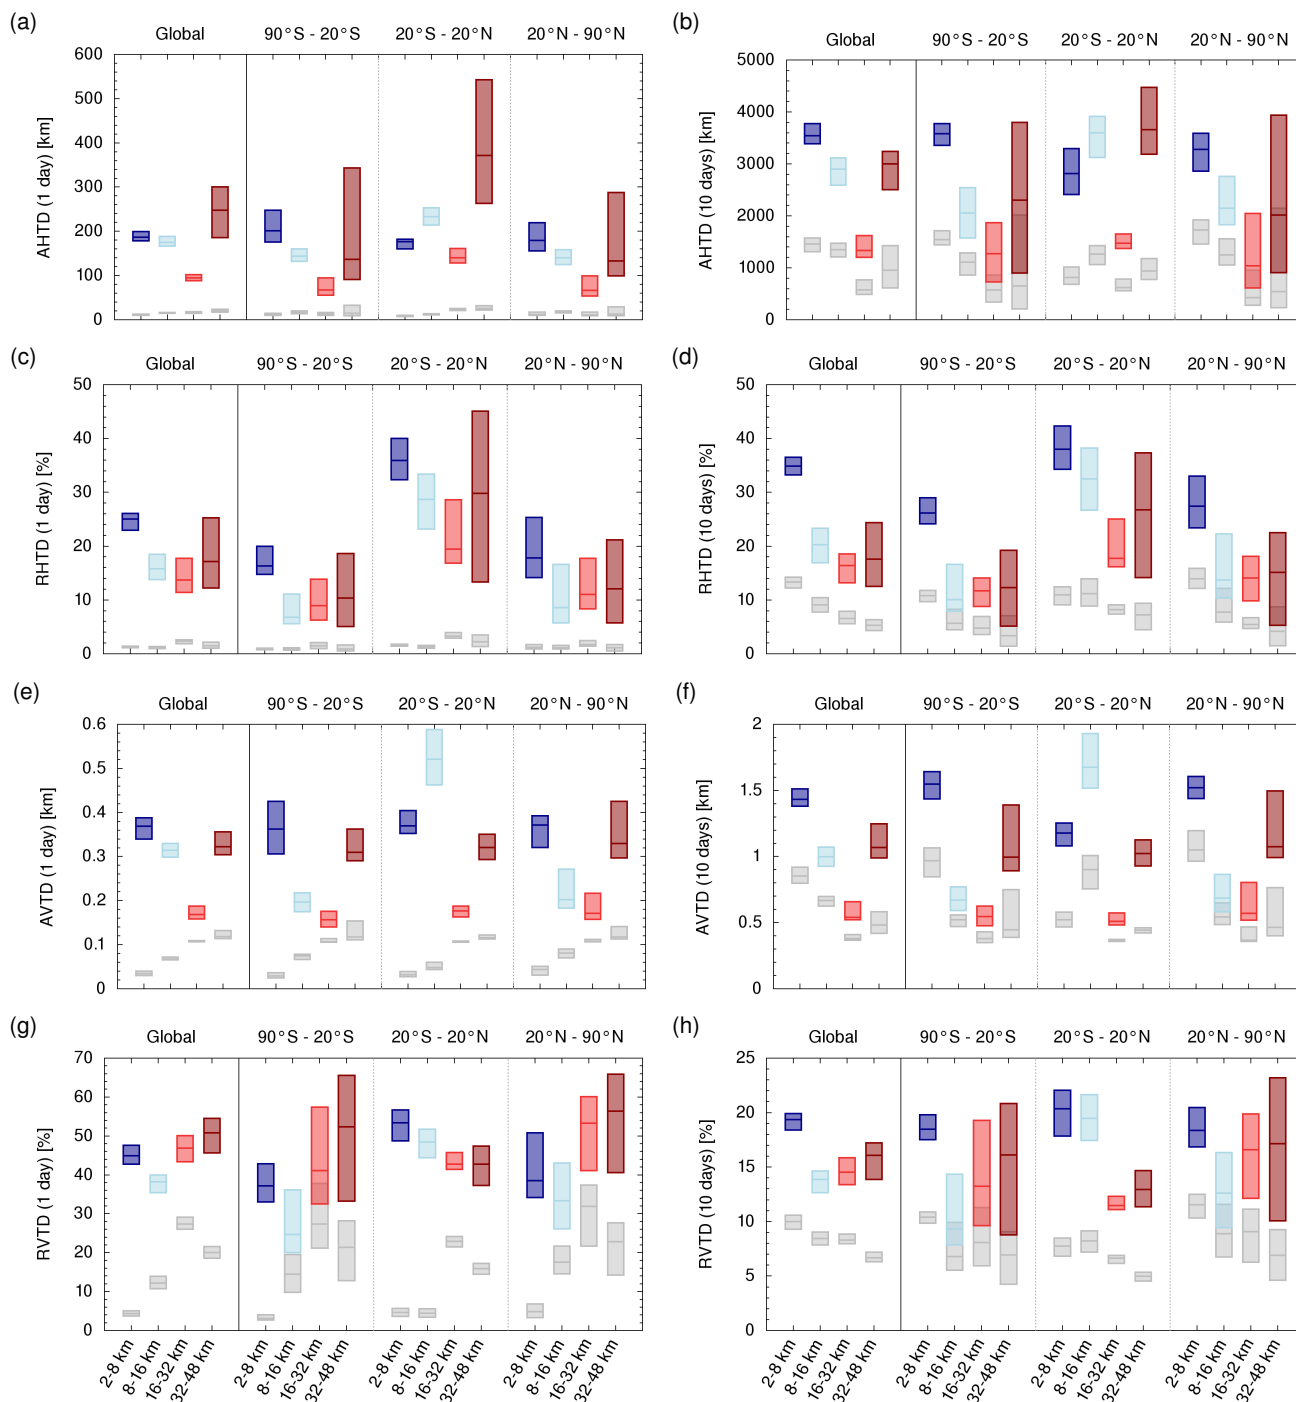 (a)
Global 90°S - 20°S 20°S - 20°N 20°N - 90°N
AHTD (1 day) [km]
600
500
400
300
200
100
0
(b)
Global 90°S - 20°S 20°S - 20°N 20°N - 90°N
AHTD (10 days) [km]
5000
4000
3000
2000
1000
0
(c)
Global 90°S - 20°S 20°S - 20°N 20°N - 90°N
RHTD (1 day) [%]
50
40
30
20
10
0
(d)
Global 90°S - 20°S 20°S - 20°N 20°N - 90°N
RHTD (10 days) [%]
50
40
30
20
10
0
(e)
Global 90°S - 20°S 20°S - 20°N 20°N - 90°N
AVTD (1 day) [km]
0.6
0.5
0.4
0.3
0.2
0.1
0
(f)
Global 90°S - 20°S 20°S - 20°N 20°N - 90°N
AVTD (10 days) [km]
2
1.5
1
0.5
0
(g)
Global 90°S - 20°S 20°S - 20°N 20°N - 90°N
RVTD (1 day) [%]
70
60
50
40
30
20
10
0
2-8 km 8-16 km 16-32 km 32-48 km 2-8 km 8-16 km 16-32 km 32-48 km 2-8 km 8-16 km 16-32 km 32-48 km 2-8 km 8-16 km 16-32 km 32-48 km
(h)
Global 90°S - 20°S 20°S - 20°N 20°N - 90°N
RVTD (10 days) [%]
25
20
15
10
5
0
2-8 km 8-16 km 16-32 km 32-48 km 2-8 km 8-16 km 16-32 km 32-48 km 2-8 km 8-16 km 16-32 km 32-48 km 2-8 km 8-16 km 16-32 km 32-48 km